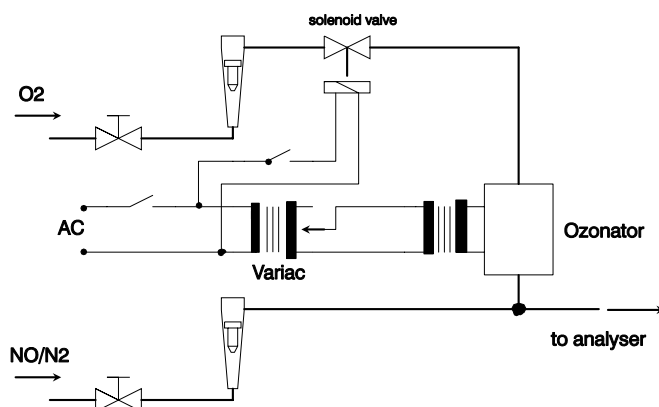 solenoid valve
O2
AC
Ozonator
Variac
to analyser
NO/N2